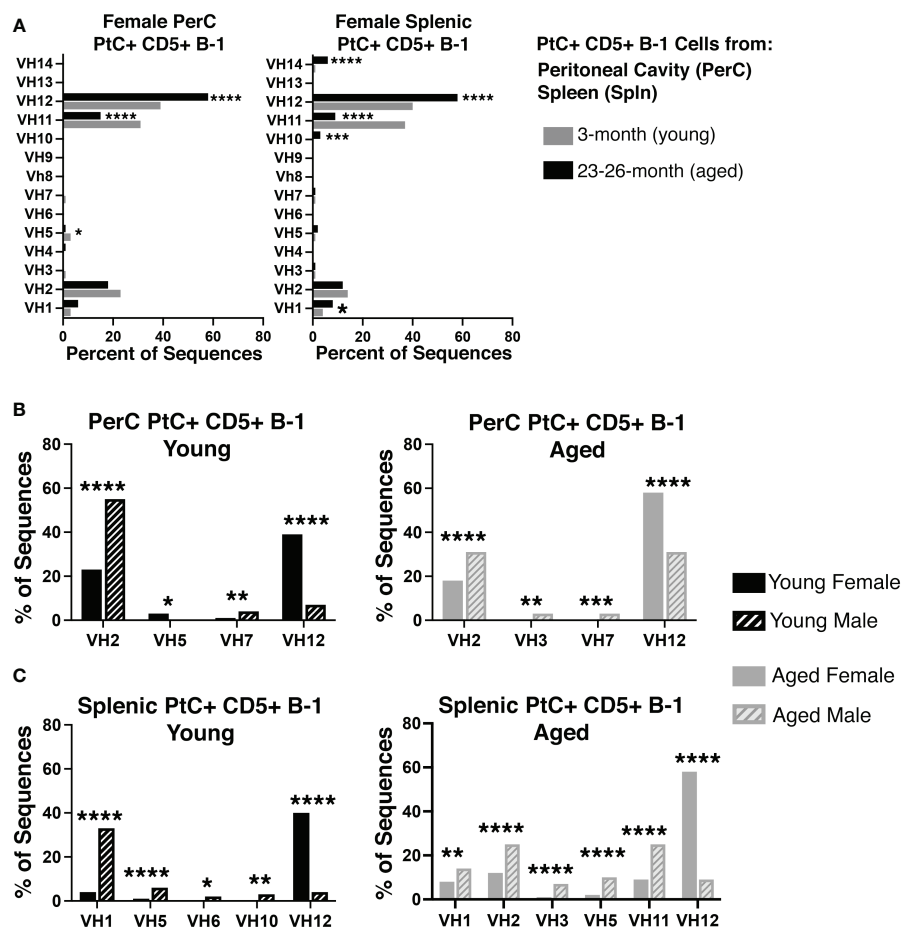 A
Female PerC
PtC+ CD5+ B-1
VH14
VH13
VH12
****
VH11
****
VH10
VH9
Vh8
VH7
VH6
VH5
*
VH4
VH3
VH2
VH1
0 20 40 60 80
Percent of Sequences
Female Splenic
PtC+ CD5+ B-1
VH14
****
VH13
VH12
****
VH11
****
VH10
***
VH9
Vh8
VH7
VH6
VH5
VH4
VH3
VH2
VH1
*
0 20 40 60 80
Percent of Sequences
PtC+ CD5+ B-1 Cells from:
Peritoneal Cavity (PerC)
Spleen (Spln)
3-month (young)
23-26-month (aged)
B
PerC PtC+ CD5+ B-1
Young
% of Sequences
80
60
40
20
0
**** * ** ****
VH2 VH5 VH7 VH12
PerC PtC+ CD5+ B-1
Aged
% of Sequences
80
60
40
20
0
**** ** *** ****
VH2 VH3 VH7 VH12
Young Female
Young Male
Aged Female
Aged Male
C
Splenic PtC+ CD5+ B-1
Young
% of Sequences
80
60
40
20
0
**** **** * ** ****
VH1 VH5 VH6 VH10 VH12
Splenic PtC+ CD5+ B-1
Aged
% of Sequences
80
60
40
20
0
** **** **** **** **** ****
VH1 VH2 VH3 VH5 VH11 VH12